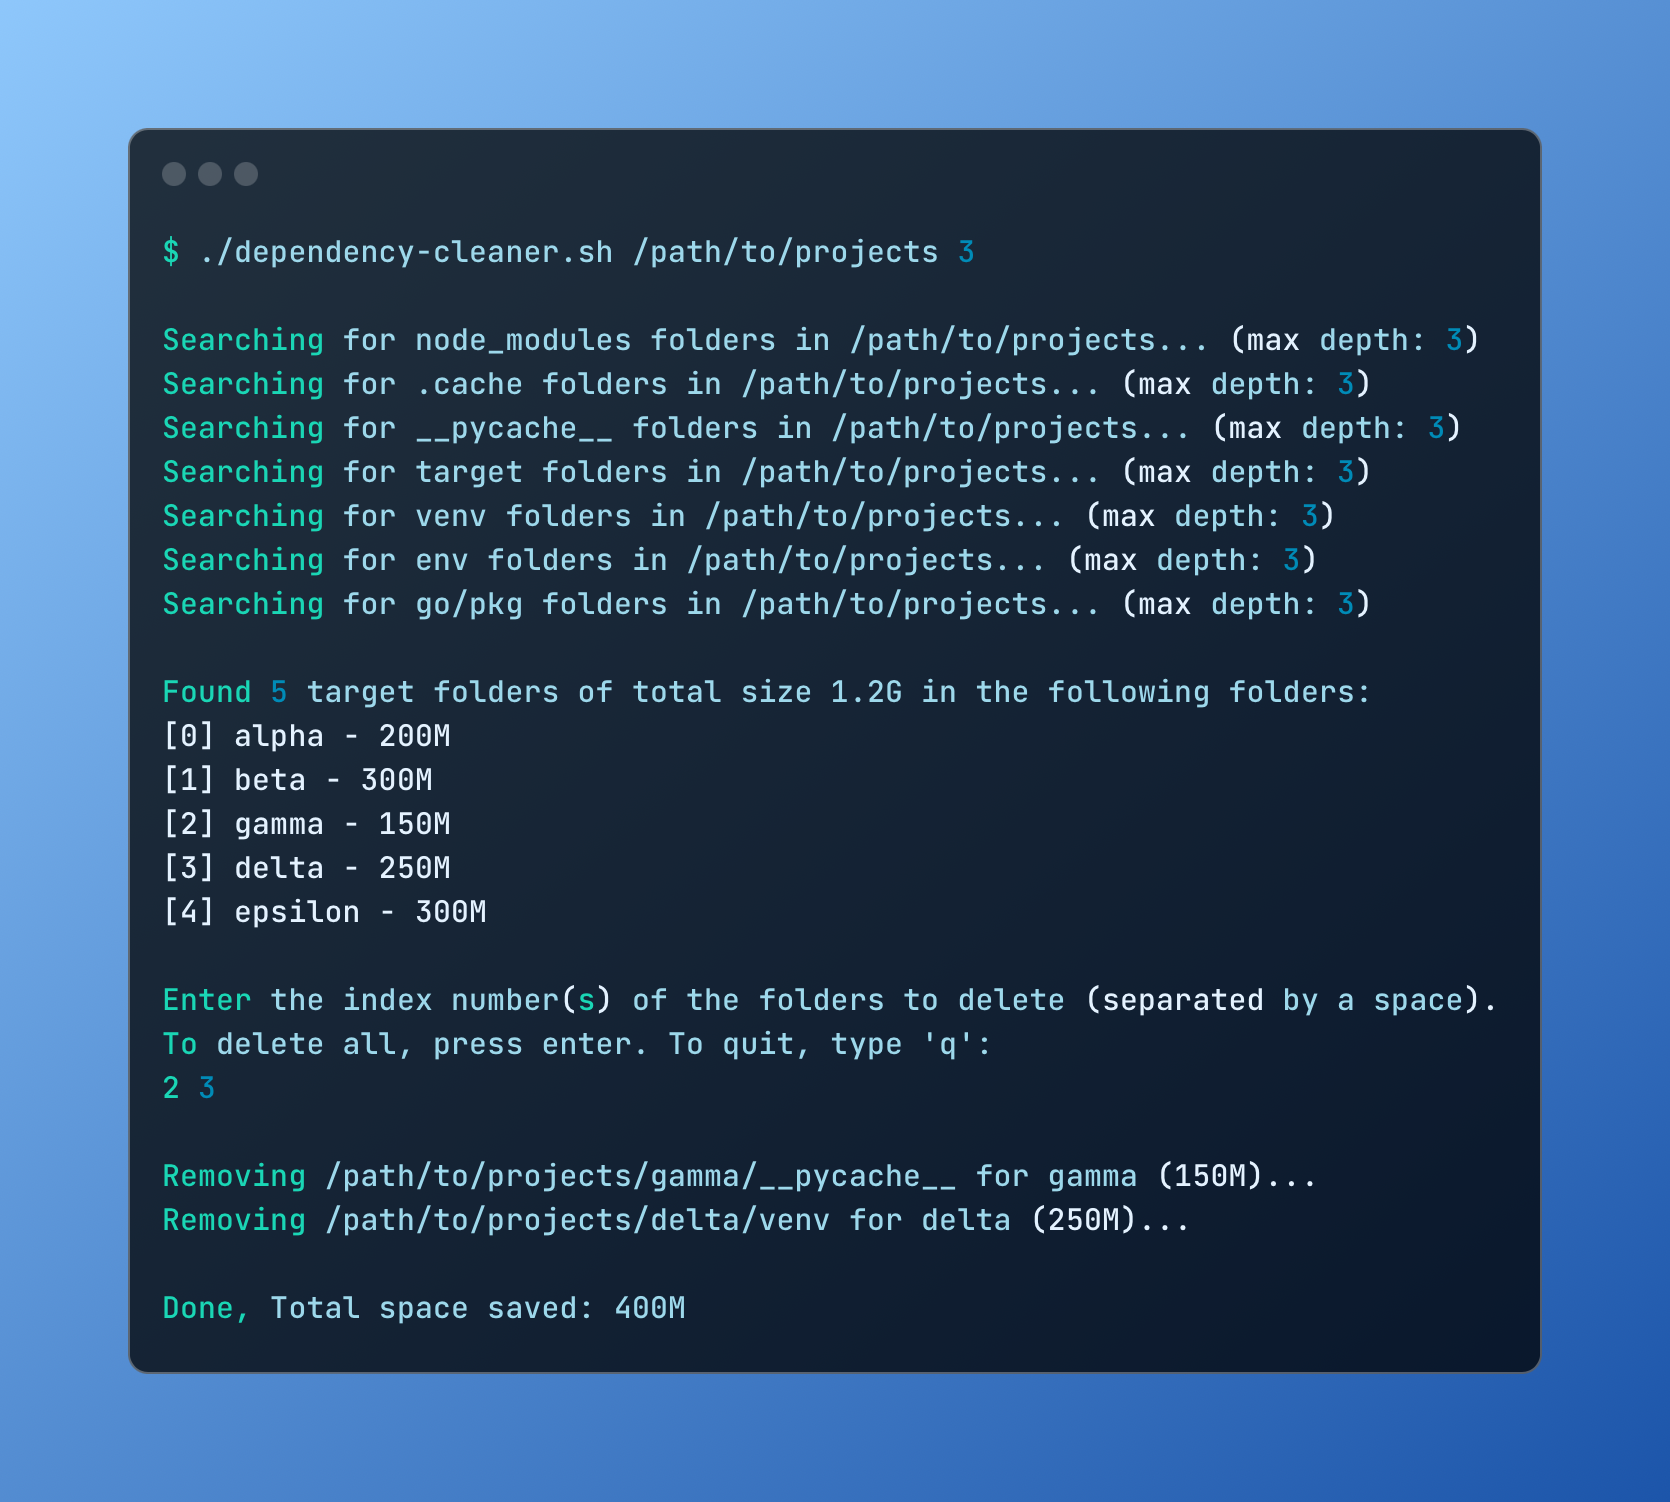 $ ./dependency-cleaner.sh /path/to/projects 3
Searching for node_modules folders in /path/to/projects... (max depth: 3)
Searching for .cache folders in /path/to/projects... (max depth: 3)
Searching for __pycache__ folders in /path/to/projects... (max depth: 3)
Searching for target folders in /path/to/projects... (max depth: 3)
Searching for venv folders in /path/to/projects... (max depth: 3)
Searching for env folders in /path/to/projects... (max depth: 3)
Searching for go/pkg folders in /path/to/projects... (max depth: 3)
Found 5 target folders of total size 1.2G in the following folders:
[0] alpha - 200M
[1] beta - 300M
[2] gamma - 150M
[3] delta - 250M
[4] epsilon - 300M
Enter the index number(s) of the folders to delete (separated by a space).
To delete all, press enter. To quit, type 'q':
2 3
Removing /path/to/projects/gamma/__pycache__ for gamma (150M)...
Removing /path/to/projects/delta/venv for delta (250M)...
Done, Total space saved: 400M